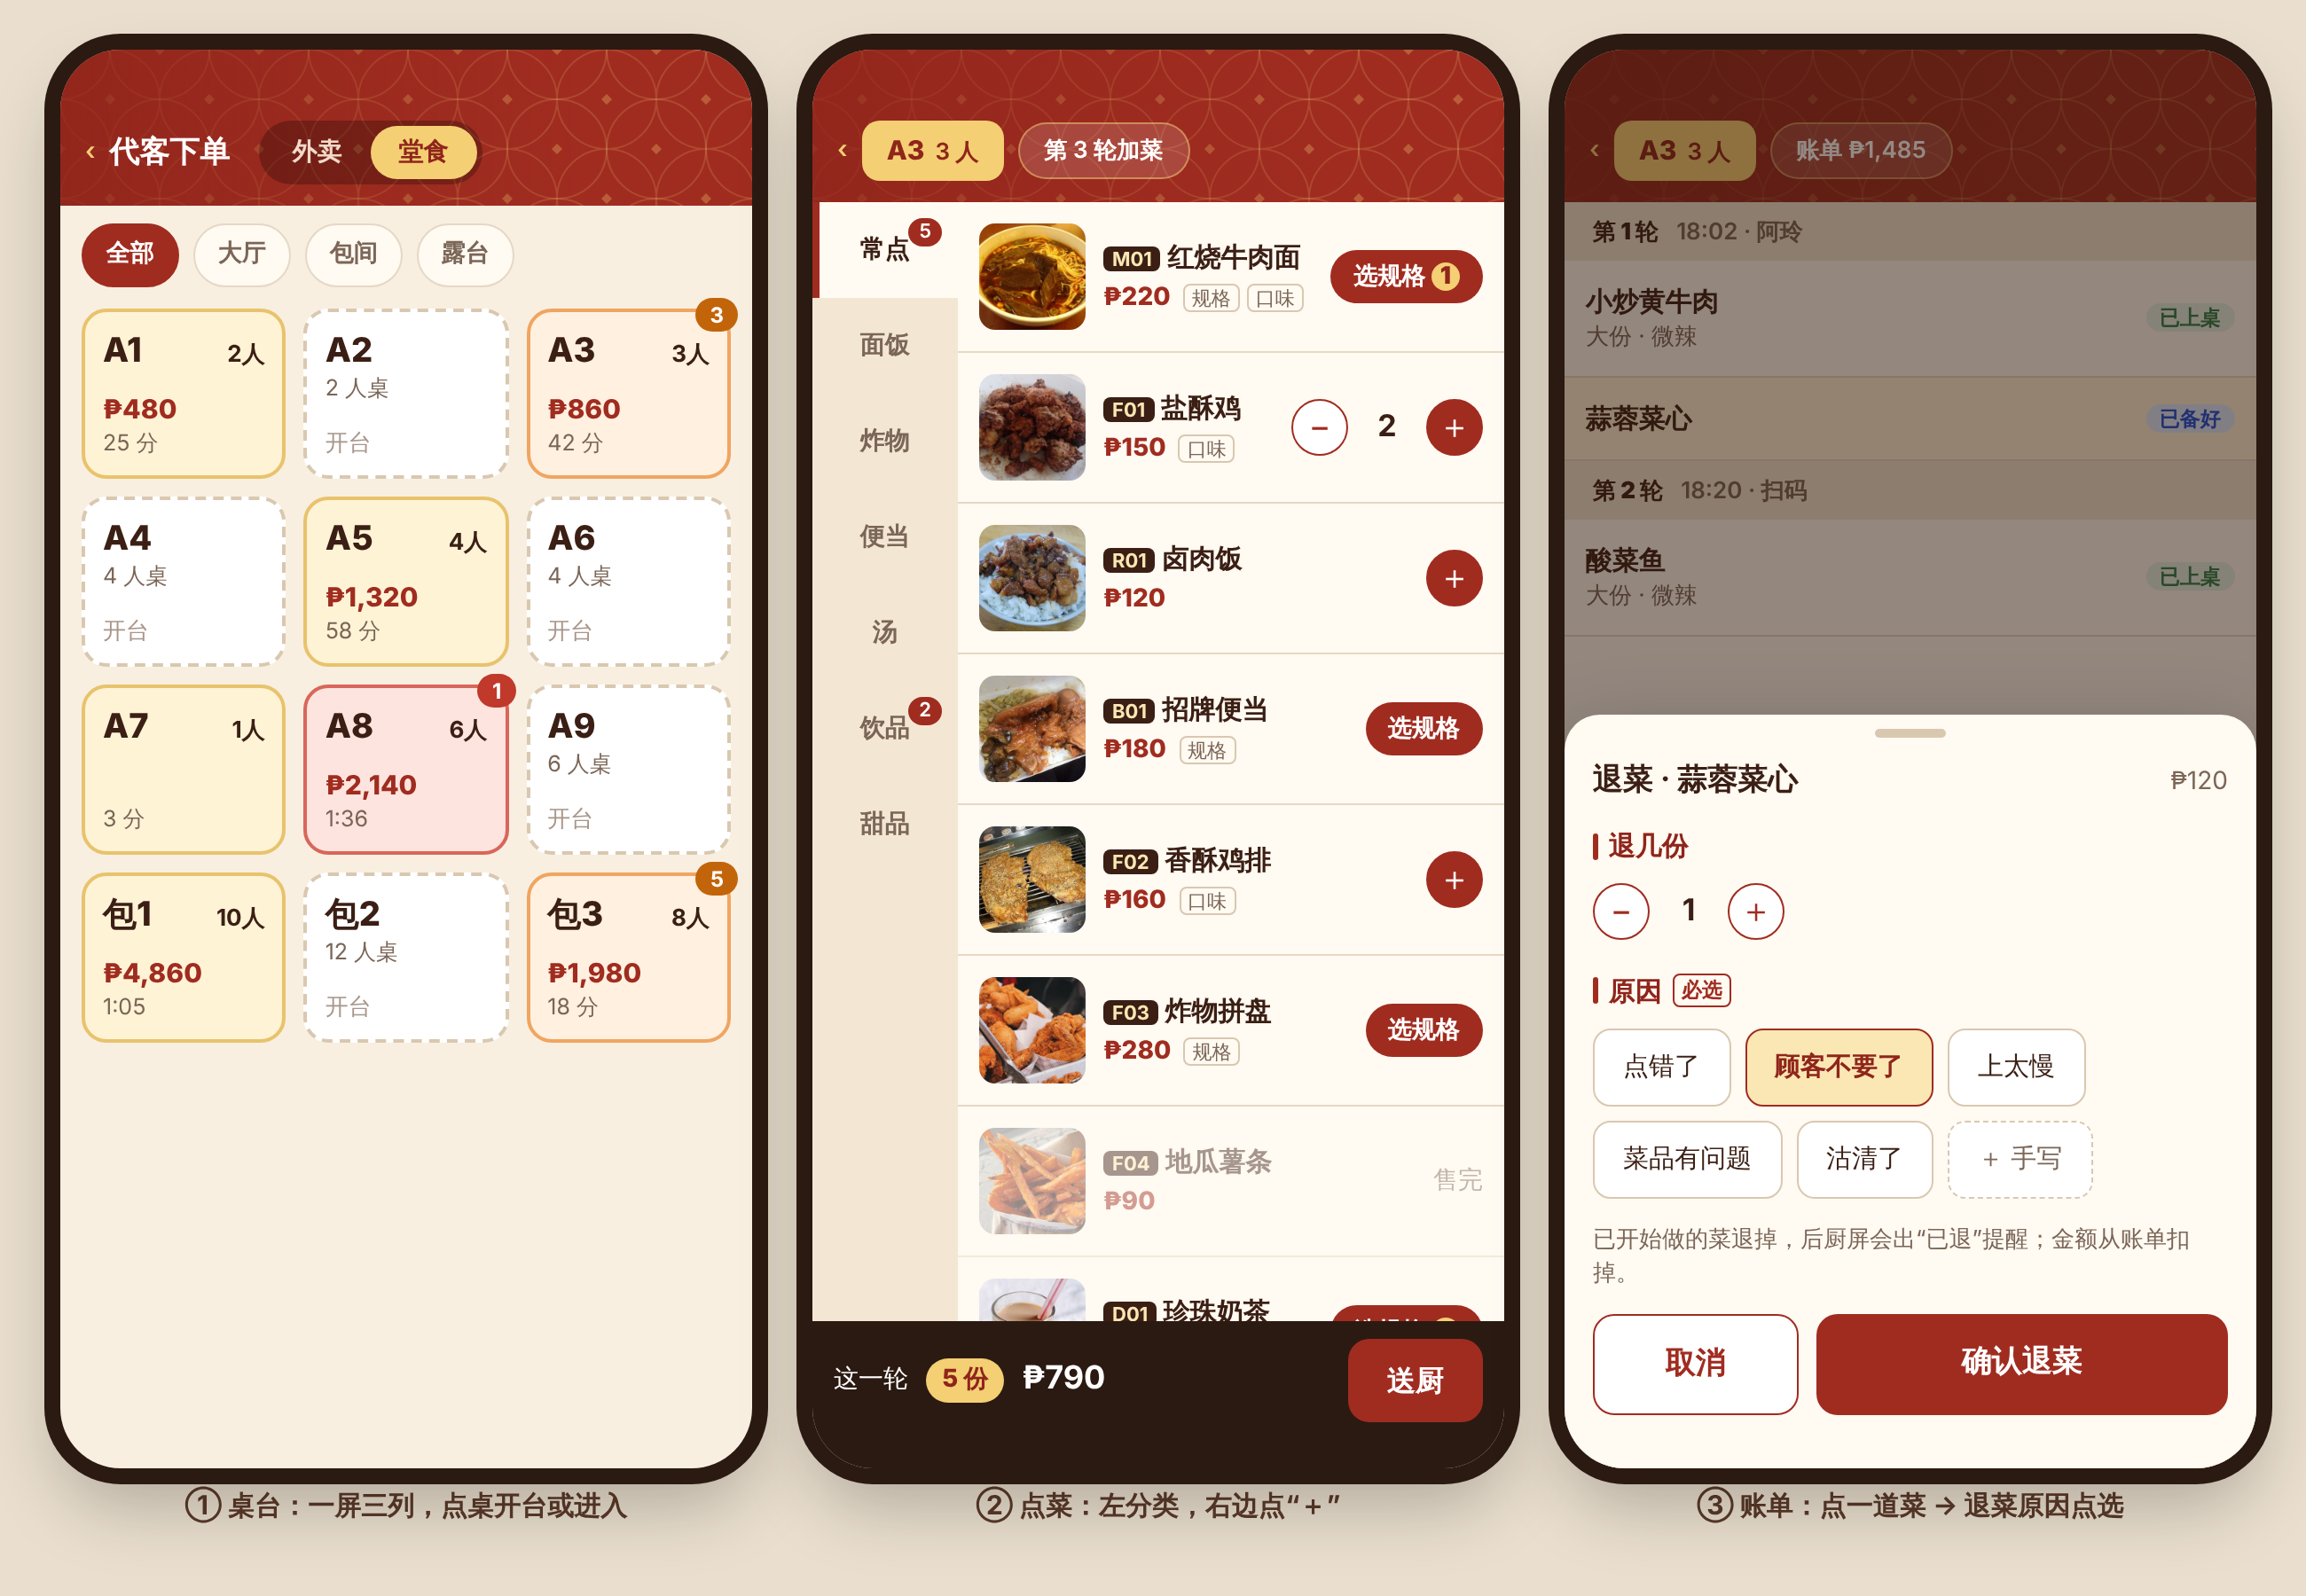 ‹ 代客下单 外卖 堂食
全部 大厅 包间 露台
A1 2人
₱480
25 分
A2
2 人桌
开台
3
A3 3人
₱860
42 分
A4
4 人桌
开台
A5 4人
₱1,320
58 分
A6
4 人桌
开台
A7 1人
3 分
1
A8 6人
₱2,140
1:36
A9
6 人桌
开台
包1 10人
₱4,860
1:05
包2
12 人桌
开台
5
包3 8人
₱1,980
18 分
① 桌台：一屏三列，点桌开台或进入
‹ A3 3 人 第 3 轮加菜
常点 5
面饭
炸物
便当
汤
饮品 2
甜品
M01 红烧牛肉面
₱220 规格 口味
选规格 1
F01 盐酥鸡
₱150 口味
− 2 +
R01 卤肉饭
₱120
+
B01 招牌便当
₱180 规格
选规格
F02 香酥鸡排
₱160 口味
+
F03 炸物拼盘
₱280 规格
选规格
F04 地瓜薯条
₱90
售完
D01 珍珠奶茶
这一轮 5 份 ₱790 送厨
② 点菜：左分类，右边点“＋”
‹ A3 3 人 账单 ₱1,485
第 1 轮 18:02 · 阿玲
小炒黄牛肉
大份 · 微辣
已上桌
蒜蓉菜心 已备好
第 2 轮 18:20 · 扫码
酸菜鱼
大份 · 微辣
已上桌
退菜 · 蒜蓉菜心 ₱120
退几份
− 1 +
原因 必选
点错了 顾客不要了 上太慢
菜品有问题 沽清了 ＋ 手写
已开始做的菜退掉，后厨屏会出“已退”提醒；金额从账单扣
掉。
取消 确认退菜
③ 账单：点一道菜 → 退菜原因点选